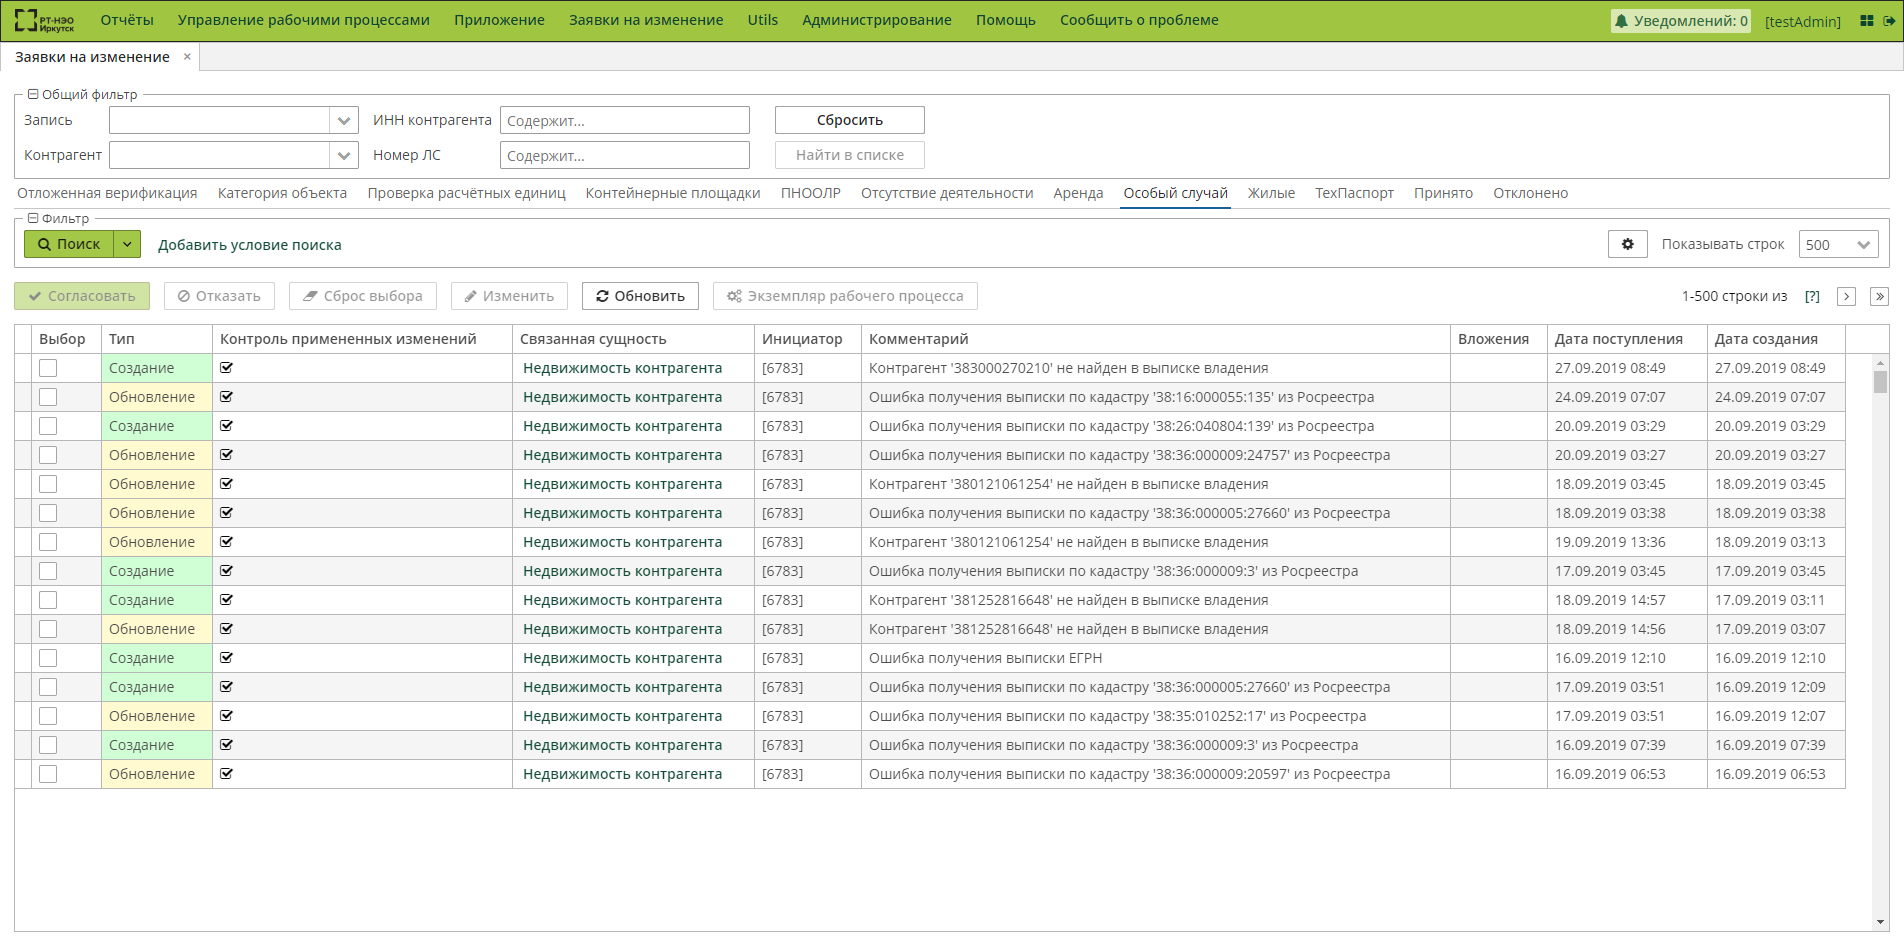 РТ-НЭО Иркутск Отчёты Управление рабочими процессами Приложение Заявки на изменение Utils Администрирование Помощь Сообщить о проблеме Уведомлений: 0 [testAdmin]
Заявки на изменение ×
Общий фильтр
Запись ИНН контрагента Содержит... Сбросить
Контрагент Номер ЛС Содержит... Найти в списке
Отложенная верификация Категория объекта Проверка расчётных единиц Контейнерные площадки ПНООЛР Отсутствие деятельности Аренда Особый случай Жилые ТехПаспорт Принято Отклонено
Фильтр
Поиск Добавить условие поиска Показывать строк 500
Согласовать Отказать Сброс выбора Изменить Обновить Экземпляр рабочего процесса 1-500 строки из [?]
Выбор Тип Контроль примененных изменений Связанная сущность Инициатор Комментарий Вложения Дата поступления Дата создания
Создание Недвижимость контрагента [6783] Контрагент '383000270210' не найден в выписке владения 27.09.2019 08:49 27.09.2019 08:49
Обновление Недвижимость контрагента [6783] Ошибка получения выписки по кадастру '38:16:000055:135' из Росреестра 24.09.2019 07:07 24.09.2019 07:07
Создание Недвижимость контрагента [6783] Ошибка получения выписки по кадастру '38:26:040804:139' из Росреестра 20.09.2019 03:29 20.09.2019 03:29
Обновление Недвижимость контрагента [6783] Ошибка получения выписки по кадастру '38:36:000009:24757' из Росреестра 20.09.2019 03:27 20.09.2019 03:27
Обновление Недвижимость контрагента [6783] Контрагент '380121061254' не найден в выписке владения 18.09.2019 03:45 18.09.2019 03:45
Обновление Недвижимость контрагента [6783] Ошибка получения выписки по кадастру '38:36:000005:27660' из Росреестра 18.09.2019 03:38 18.09.2019 03:38
Обновление Недвижимость контрагента [6783] Контрагент '380121061254' не найден в выписке владения 19.09.2019 13:36 18.09.2019 03:13
Создание Недвижимость контрагента [6783] Ошибка получения выписки по кадастру '38:36:000009:3' из Росреестра 17.09.2019 03:45 17.09.2019 03:45
Создание Недвижимость контрагента [6783] Контрагент '381252816648' не найден в выписке владения 18.09.2019 14:57 17.09.2019 03:11
Обновление Недвижимость контрагента [6783] Контрагент '381252816648' не найден в выписке владения 18.09.2019 14:56 17.09.2019 03:07
Создание Недвижимость контрагента [6783] Ошибка получения выписки ЕГРН 16.09.2019 12:10 16.09.2019 12:10
Создание Недвижимость контрагента [6783] Ошибка получения выписки по кадастру '38:36:000005:27660' из Росреестра 17.09.2019 03:51 16.09.2019 12:09
Обновление Недвижимость контрагента [6783] Ошибка получения выписки по кадастру '38:35:010252:17' из Росреестра 17.09.2019 03:51 16.09.2019 12:07
Создание Недвижимость контрагента [6783] Ошибка получения выписки по кадастру '38:36:000009:3' из Росреестра 16.09.2019 07:39 16.09.2019 07:39
Обновление Недвижимость контрагента [6783] Ошибка получения выписки по кадастру '38:36:000009:20597' из Росреестра 16.09.2019 06:53 16.09.2019 06:53